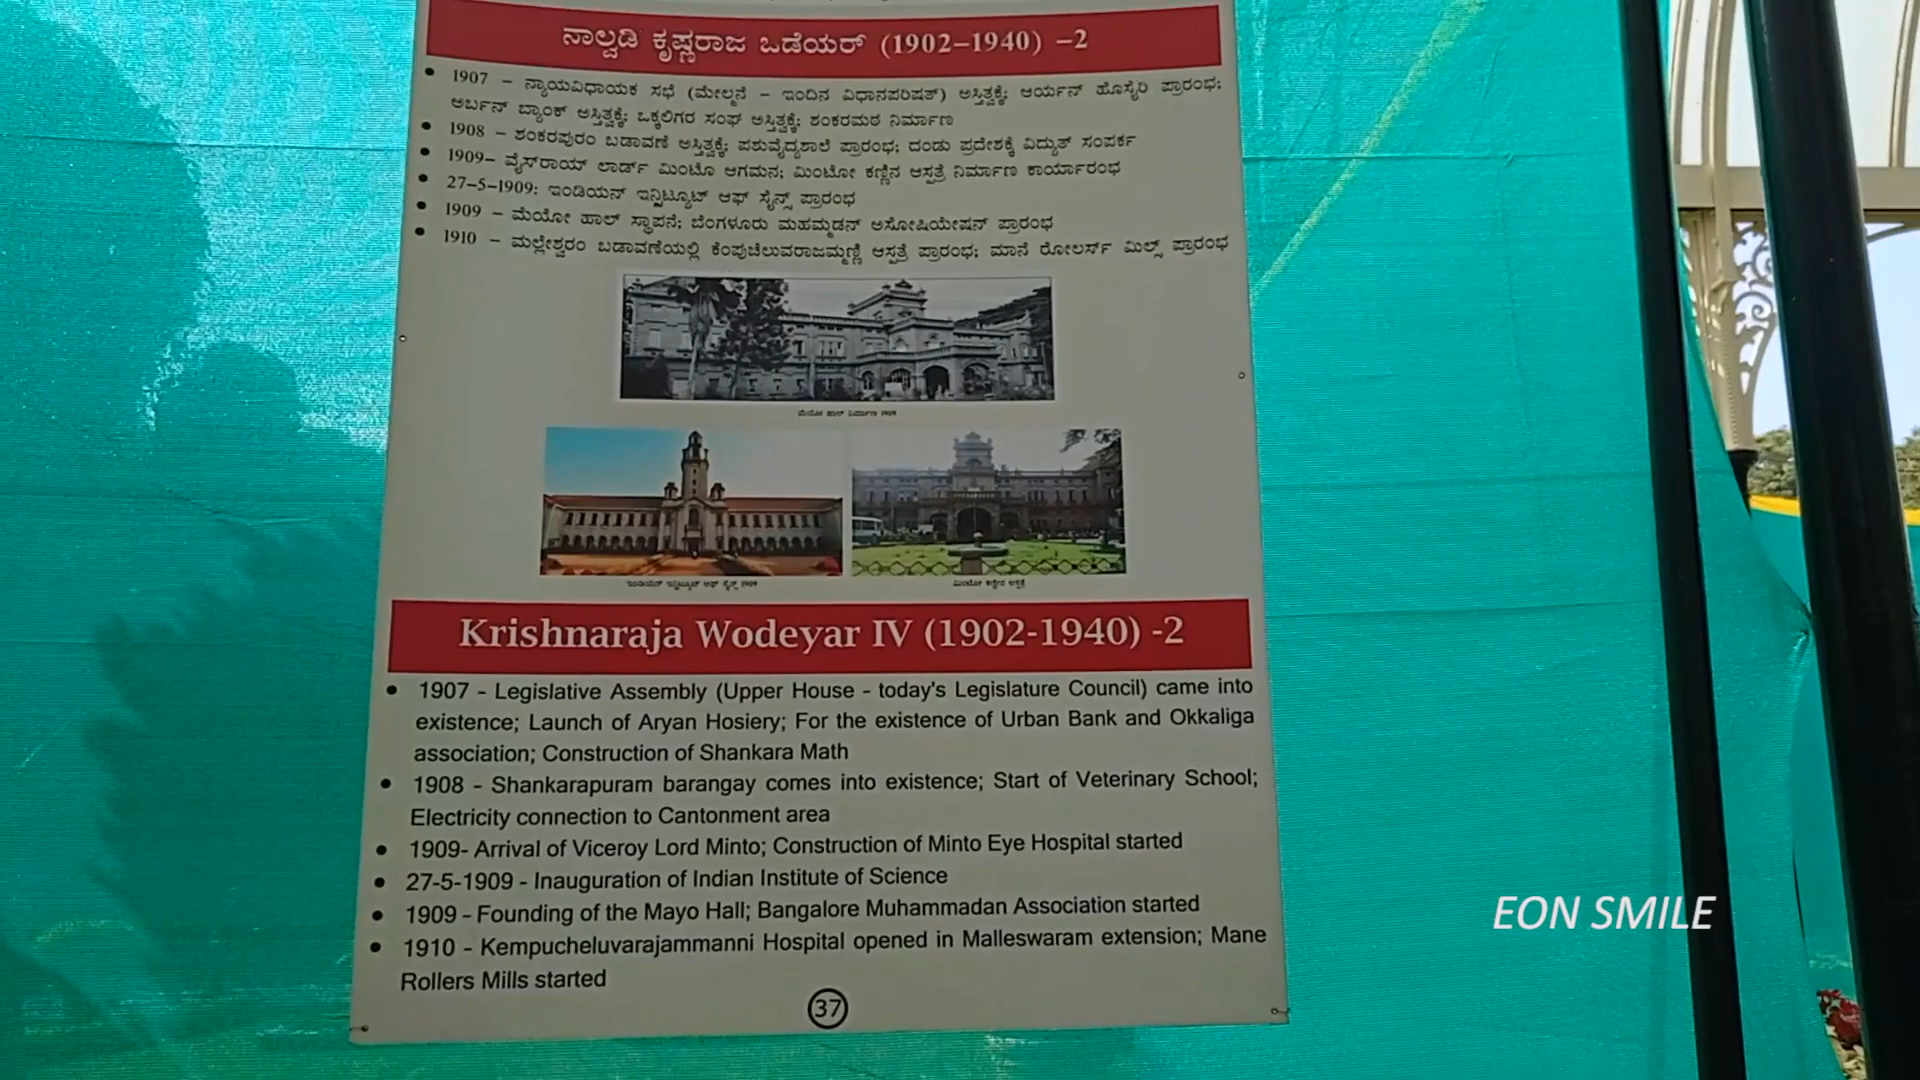 ನಾಲ್ವಡಿ ಕೃಷ್ಣರಾಜ ಒಡೆಯರ್ (1902–1940) –2
• 1907 – ನ್ಯಾಯವಿಧಾಯಕ ಸಭೆ (ಮೇಲ್ಮನೆ – ಇಂದಿನ ವಿಧಾನಪರಿಷತ್) ಅಸ್ತಿತ್ವಕ್ಕೆ; ಆರ್ಯನ್ ಹೊಸೈರಿ ಪ್ರಾರಂಭ;
ಅರ್ಬನ್ ಬ್ಯಾಂಕ್ ಅಸ್ತಿತ್ವಕ್ಕೆ; ಒಕ್ಕಲಿಗರ ಸಂಘ ಅಸ್ತಿತ್ವಕ್ಕೆ; ಶಂಕರಮಠ ನಿರ್ಮಾಣ
• 1908 – ಶಂಕರಪುರಂ ಬಡಾವಣೆ ಅಸ್ತಿತ್ವಕ್ಕೆ; ಪಶುವೈದ್ಯಶಾಲೆ ಪ್ರಾರಂಭ; ದಂಡು ಪ್ರದೇಶಕ್ಕೆ ವಿದ್ಯುತ್ ಸಂಪರ್ಕ
• 1909– ವೈಸ್‌ರಾಯ್ ಲಾರ್ಡ್ ಮಿಂಟೊ ಆಗಮನ; ಮಿಂಟೋ ಕಣ್ಣಿನ ಆಸ್ಪತ್ರೆ ನಿರ್ಮಾಣ ಕಾರ್ಯಾರಂಭ
• 27–5–1909: ಇಂಡಿಯನ್ ಇನ್ಸ್ಟಿಟ್ಯೂಟ್ ಆಫ್ ಸೈನ್ಸ್ ಪ್ರಾರಂಭ
• 1909 – ಮೆಯೋ ಹಾಲ್ ಸ್ಥಾಪನೆ; ಬೆಂಗಳೂರು ಮಹಮ್ಮಡನ್ ಅಸೋಷಿಯೇಷನ್ ಪ್ರಾರಂಭ
• 1910 – ಮಲ್ಲೇಶ್ವರಂ ಬಡಾವಣೆಯಲ್ಲಿ ಕೆಂಪುಚೆಲುವರಾಜಮ್ಮಣ್ಣಿ ಆಸ್ಪತ್ರೆ ಪ್ರಾರಂಭ; ಮಾನೆ ರೋಲರ್ಸ್ ಮಿಲ್ಸ್ ಪ್ರಾರಂಭ
ಮೆಯೋ ಹಾಲ್ ನಿರ್ಮಾಣ 1909
ಇಂಡಿಯನ್ ಇನ್ಸ್ಟಿಟ್ಯೂಟ್ ಆಫ್ ಸೈನ್ಸ್ 1909
ಮಿಂಟೋ ಕಣ್ಣಿನ ಆಸ್ಪತ್ರೆ
Krishnaraja Wodeyar IV (1902-1940) -2
• 1907 - Legislative Assembly (Upper House - today's Legislature Council) came into
existence; Launch of Aryan Hosiery; For the existence of Urban Bank and Okkaliga
association; Construction of Shankara Math
• 1908 - Shankarapuram barangay comes into existence; Start of Veterinary School;
Electricity connection to Cantonment area
• 1909- Arrival of Viceroy Lord Minto; Construction of Minto Eye Hospital started
• 27-5-1909 - Inauguration of Indian Institute of Science
• 1909 - Founding of the Mayo Hall; Bangalore Muhammadan Association started
• 1910 - Kempucheluvarajammanni Hospital opened in Malleswaram extension; Mane
Rollers Mills started
37
EON SMILE